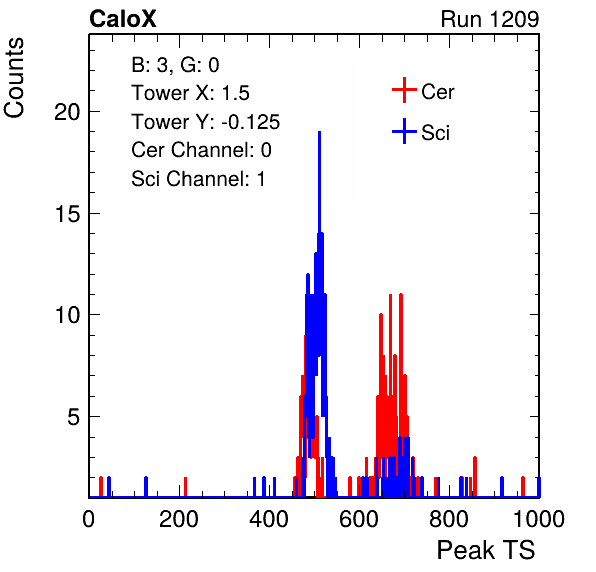 CaloX Run 1209
Counts
B: 3, G: 0
Tower X: 1.5
Tower Y: -0.125
Cer Channel: 0
Sci Channel: 1
Cer
Sci
20
15
10
5
0 200 400 600 800 1000
Peak TS